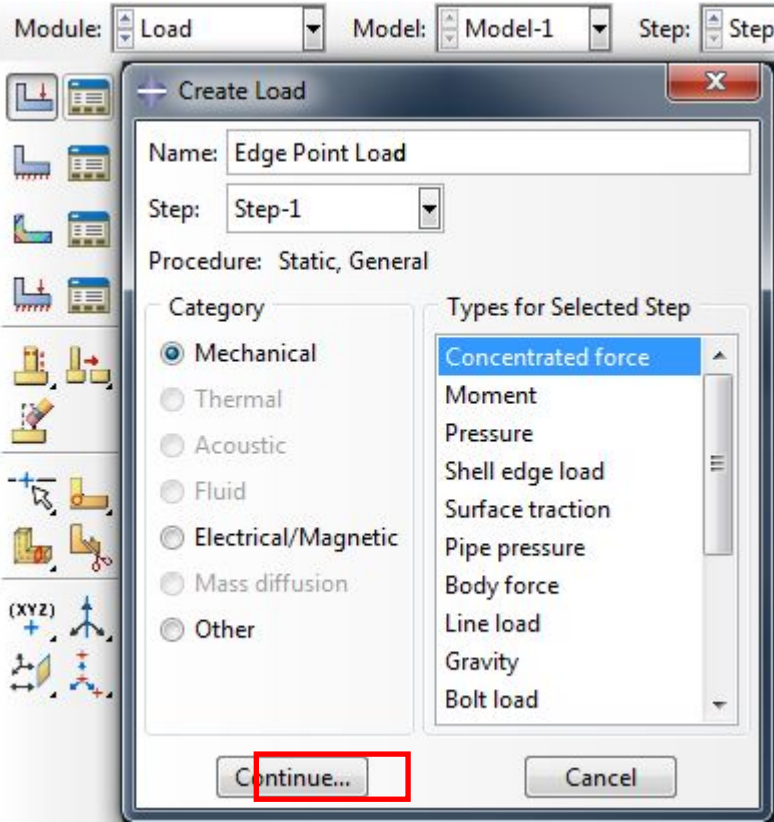 Module: Load Model: Model-1 Step: Step
Create Load
Name: Edge Point Load
Step: Step-1
Procedure: Static, General
Category
Mechanical
Thermal
Acoustic
Fluid
Electrical/Magnetic
Mass diffusion
Other
Types for Selected Step
Concentrated force
Moment
Pressure
Shell edge load
Surface traction
Pipe pressure
Body force
Line load
Gravity
Bolt load
(XYZ)
Continue... Cancel